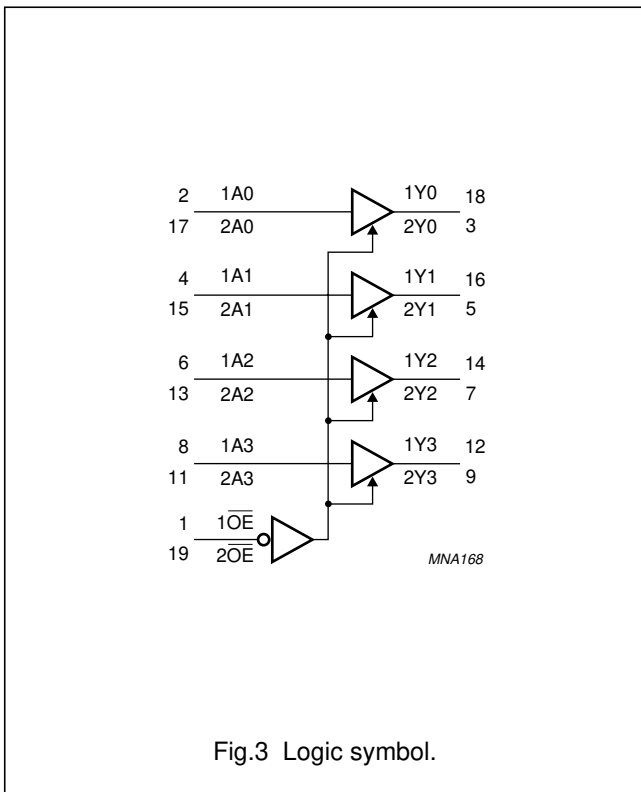 2 1A0 1Y0 18
17 2A0 2Y0 3
4 1A1 1Y1 16
15 2A1 2Y1 5
6 1A2 1Y2 14
13 2A2 2Y2 7
8 1A3 1Y3 12
11 2A3 2Y3 9
1 1O̅E̅
19 2O̅E̅
MNA168
Fig.3 Logic symbol.